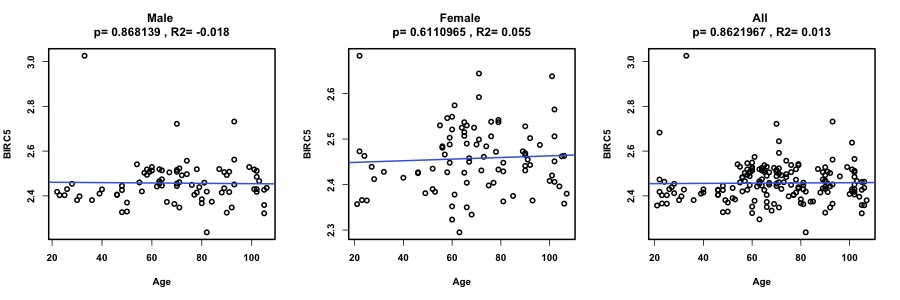 Male
p= 0.868139 , R2= -0.018
BIRC5
3.0
2.8
2.6
2.4
20 40 60 80 100
Age
Female
p= 0.6110965 , R2= 0.055
BIRC5
2.6
2.5
2.4
2.3
20 40 60 80 100
Age
All
p= 0.8621967 , R2= 0.013
BIRC5
3.0
2.8
2.6
2.4
20 40 60 80 100
Age